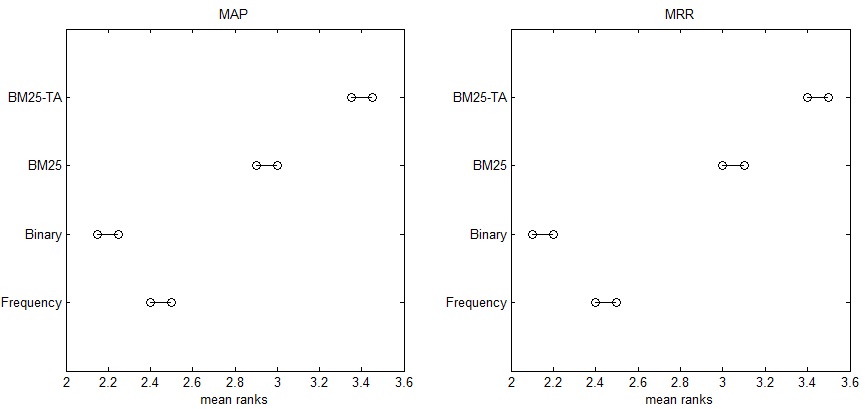 MAP
BM25-TA
BM25
Binary
Frequency
2 2.2 2.4 2.6 2.8 3 3.2 3.4 3.6
mean ranks
MRR
BM25-TA
BM25
Binary
Frequency
2 2.2 2.4 2.6 2.8 3 3.2 3.4 3.6
mean ranks